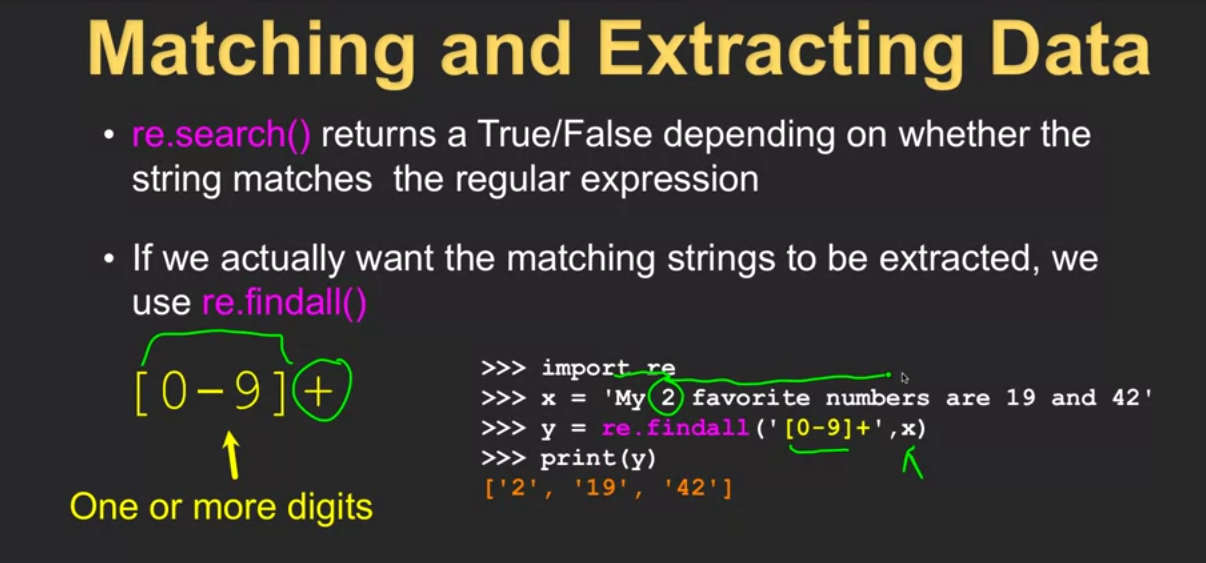 Matching and Extracting Data
• re.search() returns a True/False depending on whether the
string matches the regular expression
• If we actually want the matching strings to be extracted, we
use re.findall()
[0-9]+
One or more digits
>>> import re
>>> x = 'My 2 favorite numbers are 19 and 42'
>>> y = re.findall('[0-9]+',x)
>>> print(y)
['2', '19', '42']